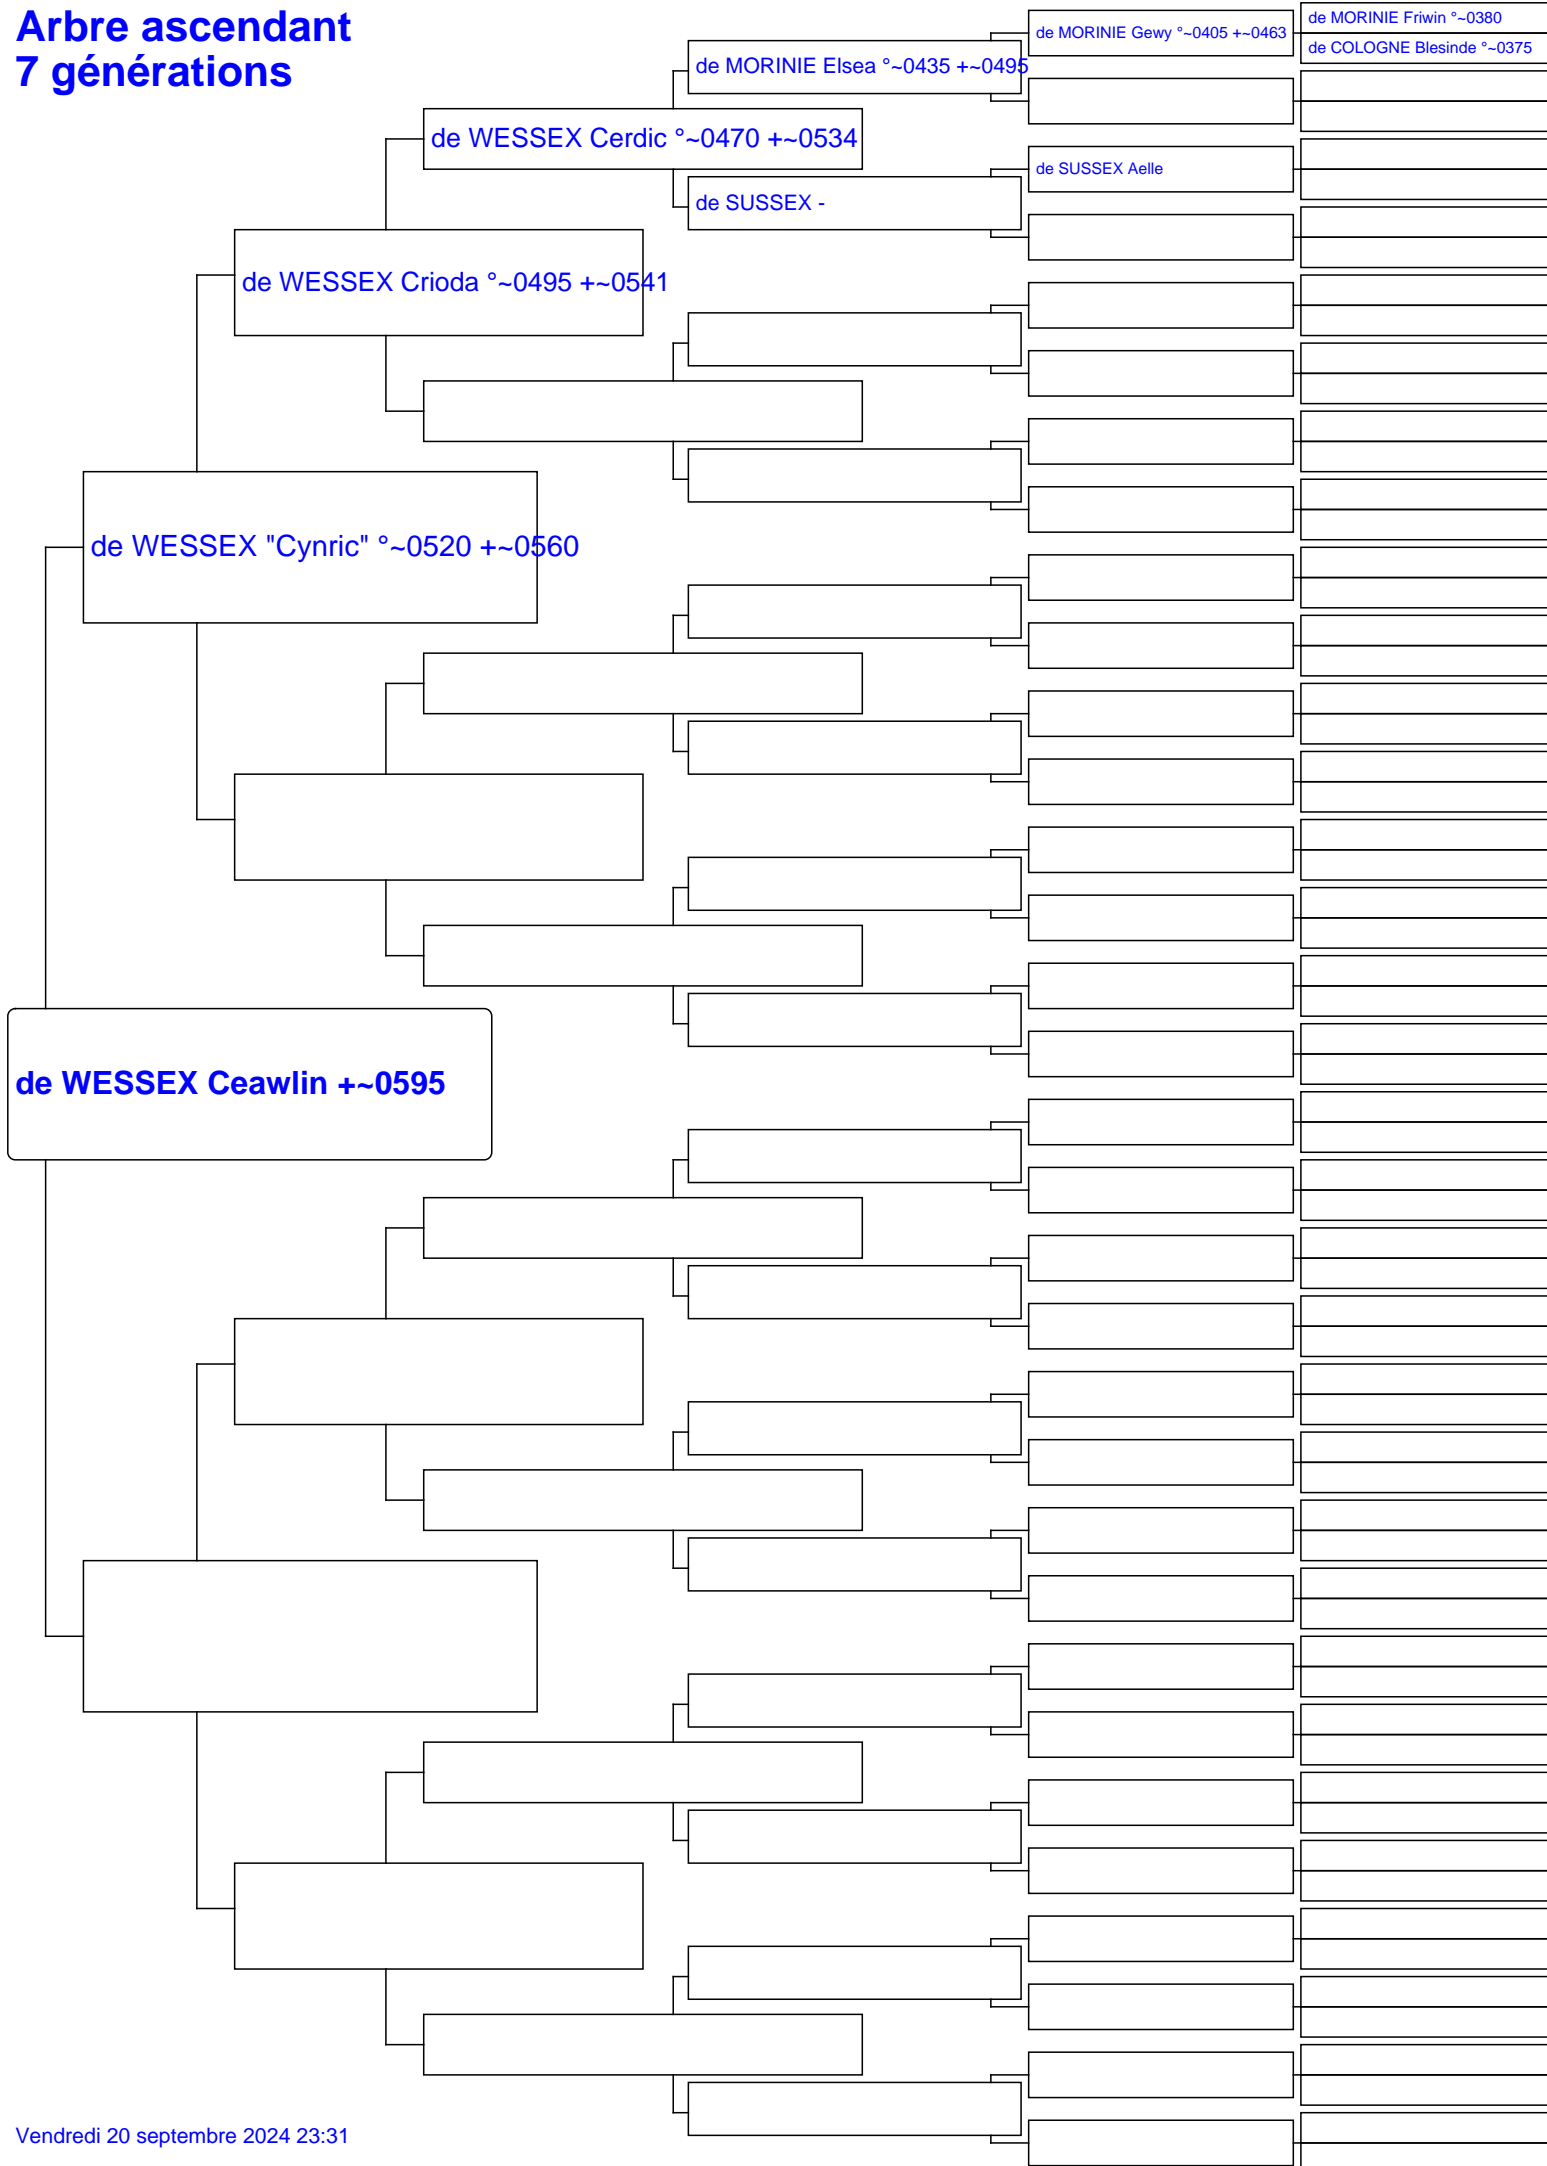 Arbre ascendant
7 générations
de MORINIE Friwin °~0380
de MORINIE Gewy °~0405 +~0463
de COLOGNE Blesinde °~0375
de MORINIE Elsea °~0435 +~0495
de WESSEX Cerdic °~0470 +~0534
de SUSSEX Aelle
de SUSSEX -
de WESSEX Crioda °~0495 +~0541
de WESSEX "Cynric" °~0520 +~0560
de WESSEX Ceawlin +~0595
Vendredi 20 septembre 2024 23:31